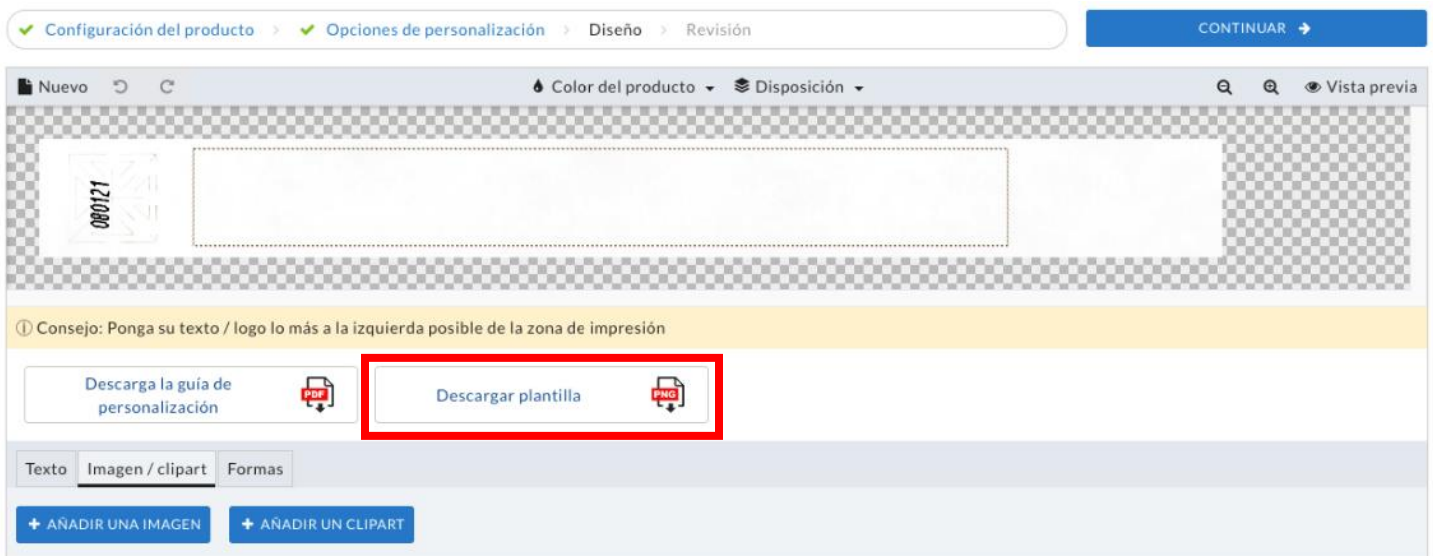 Configuración del producto > Opciones de personalización > Diseño > Revisión
CONTINUAR
Nuevo
Color del producto
Disposición
Vista previa
080121
Consejo: Ponga su texto / logo lo más a la izquierda posible de la zona de impresión
Descarga la guía de
personalización
PDF
Descargar plantilla
PNG
Texto
Imagen / clipart
Formas
+ AÑADIR UNA IMAGEN
+ AÑADIR UN CLIPART